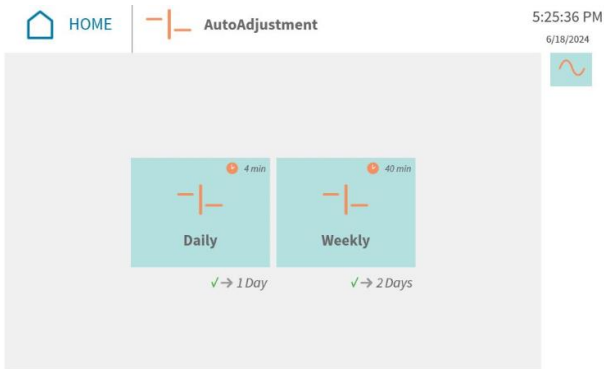 HOME
AutoAdjustment
5:25:36 PM
6/18/2024
4 min
40 min
Daily
Weekly
✓→ 1 Day
✓→ 2 Days